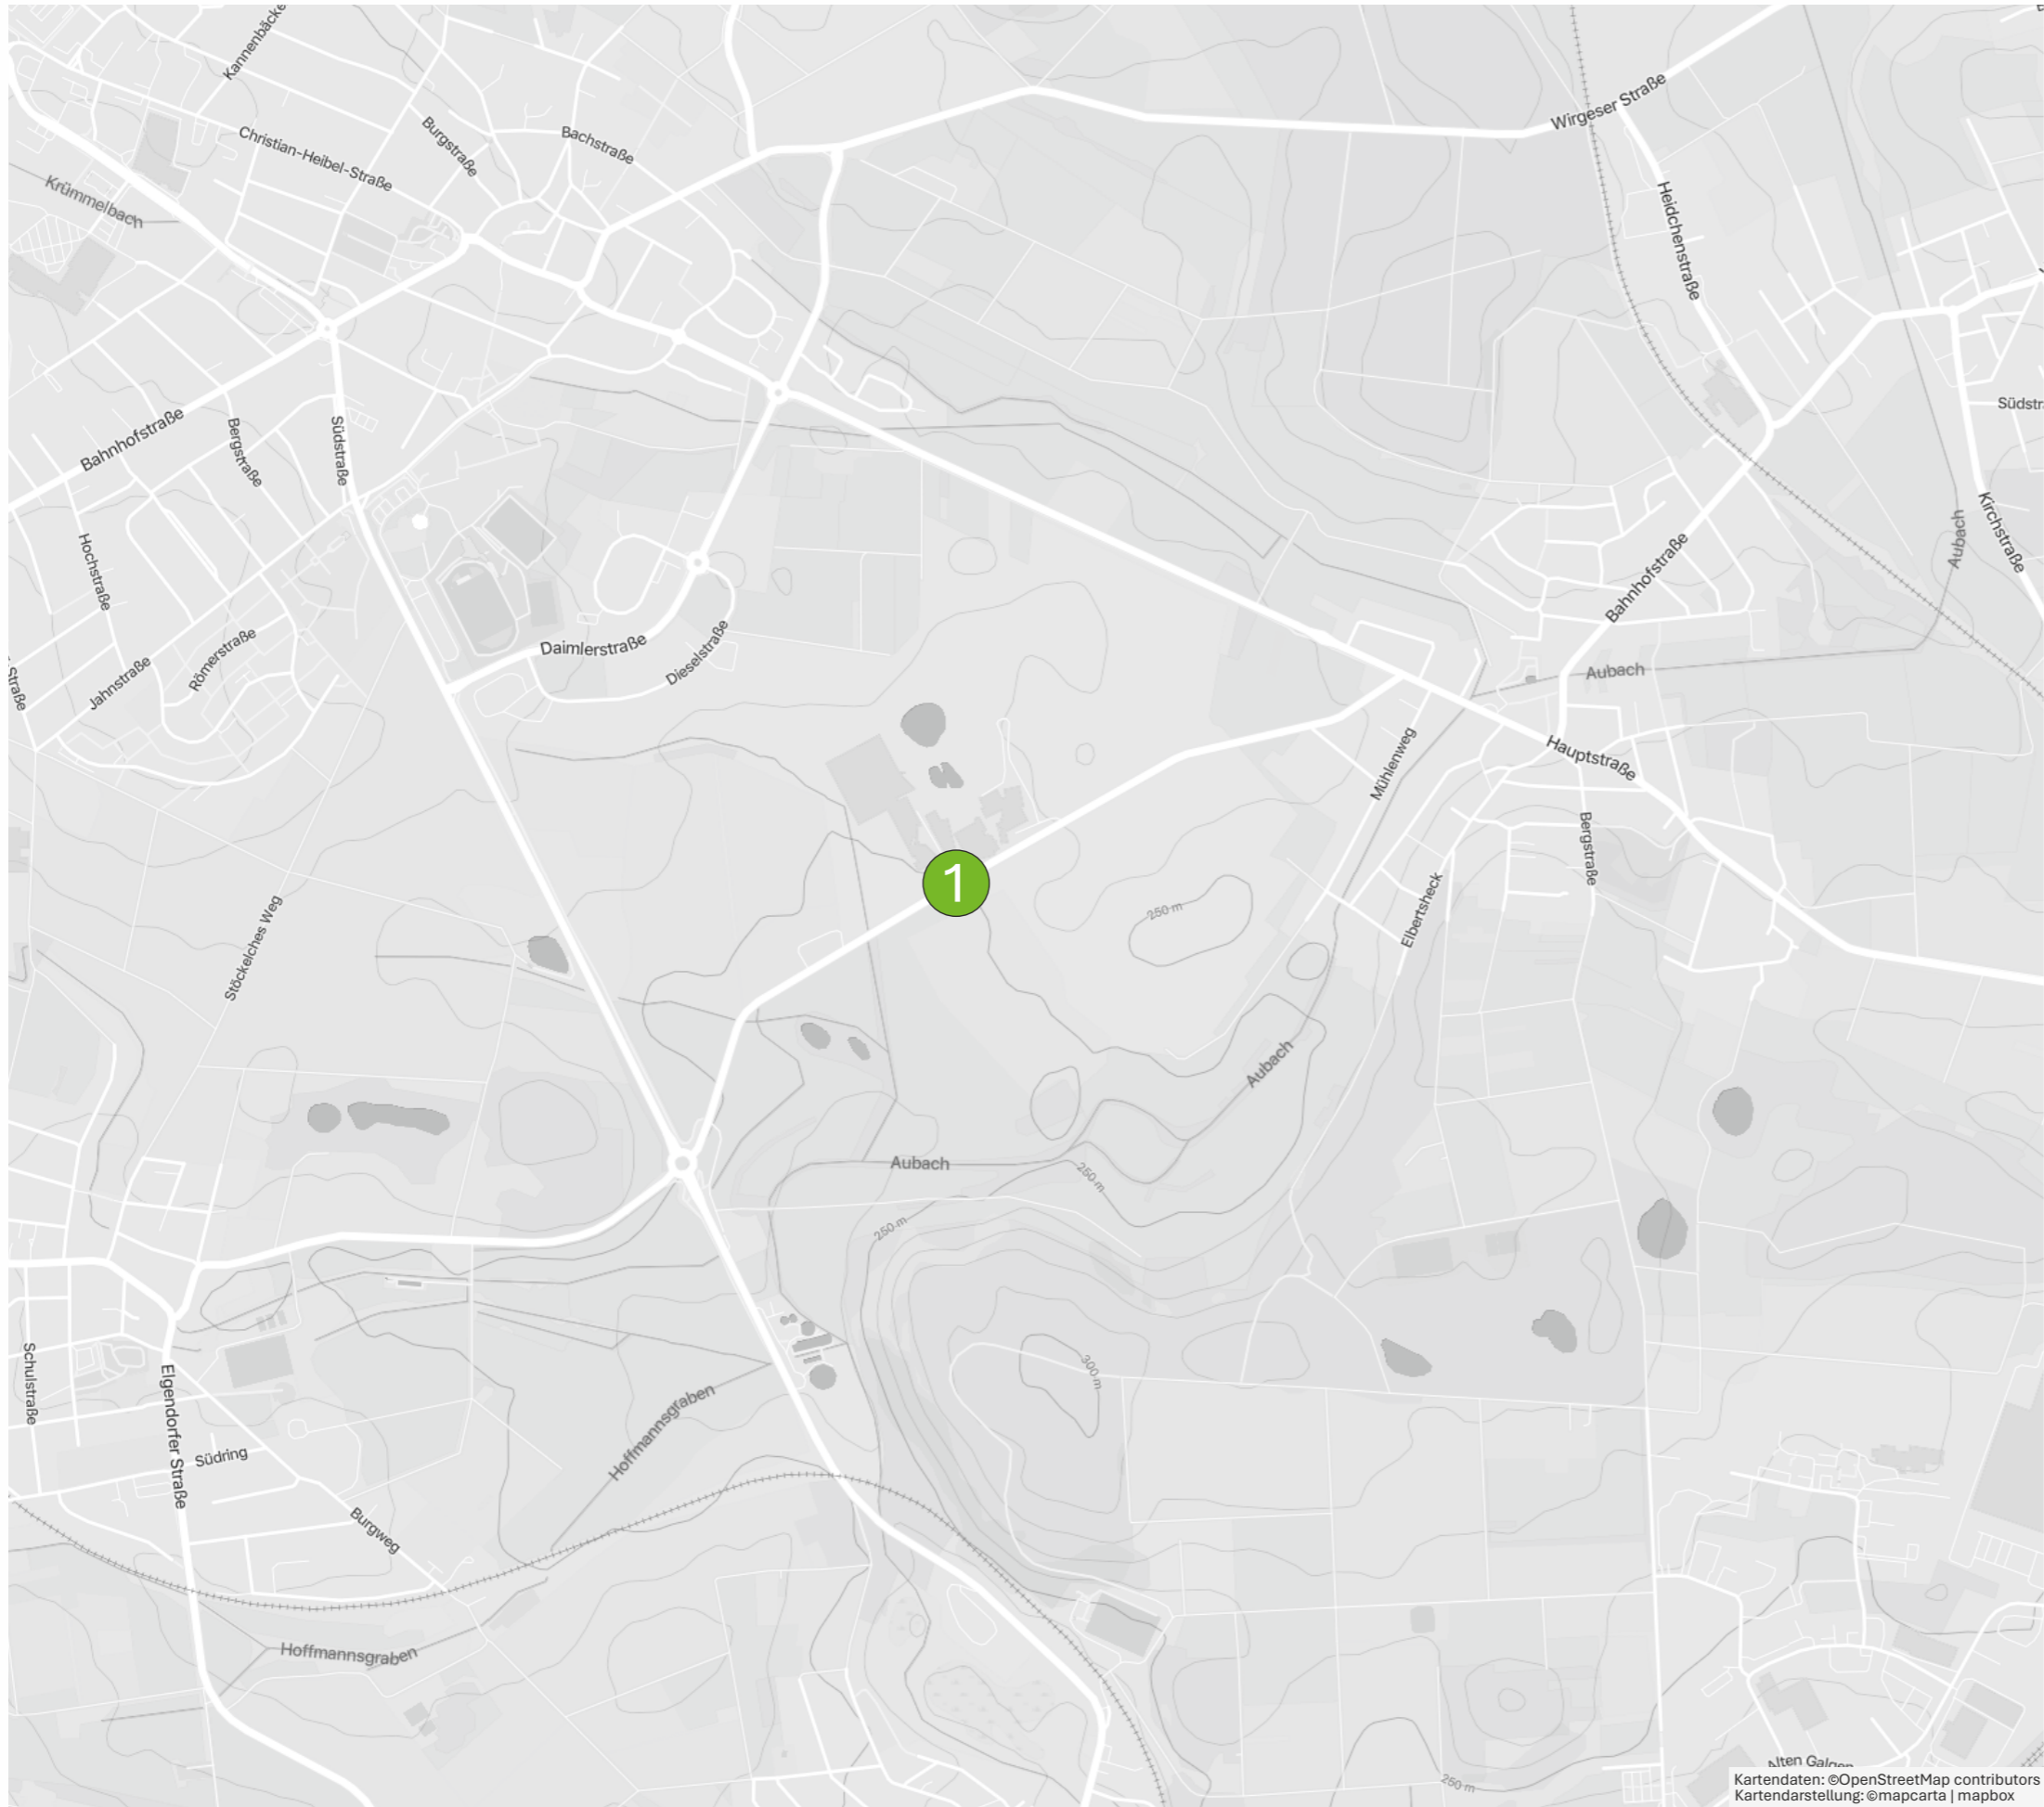 Kannenbäcke
Wirgeser Straße
Burgstraße
Bachstraße
Christian-Heibel-Straße
Krümmelbach
Heidchenstraße
Südstr
Bahnhofstraße
Bergstraße
Südstraße
Kirchstraße
Aubach
Hochstraße
Bahnhofstraße
Römerstraße
Daimlerstraße
Dieselstraße
Jahnstraße
Straße
Aubach
Mühlenweg
Hauptstraße
Bergstraße
1
Elbertsheck
250 m
Stöckelches Weg
Aubach
Aubach
250 m
250 m
300 m
Schulstraße
Elgendorfer Straße
Hoffmannsgraben
Südring
Burgweg
Hoffmannsgraben
250 m
Alten Galgen
Kartendaten: ©OpenStreetMap contributors
Kartendarstellung: ©mapcarta | mapbox